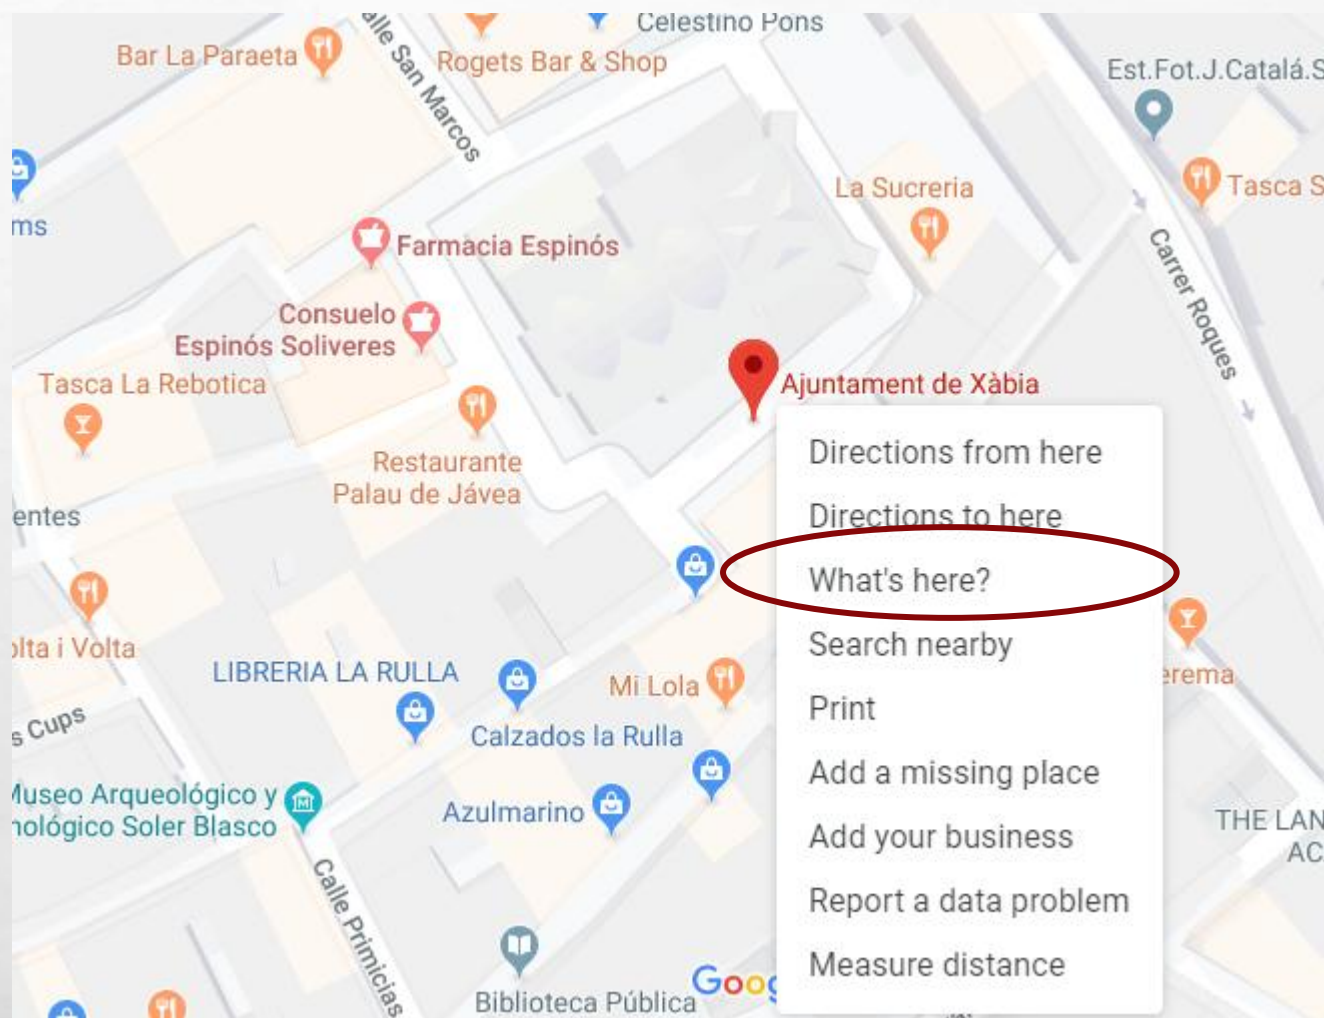 Celestino Pons
Bar La Paraeta
Rogets Bar & Shop
Calle San Marcos
Est.Fot.J.Catalá.S
ms
La Sucreria
Tasca S
Farmacia Espinós
Carrer Roques
Consuelo
Espinós Soliveres
Tasca La Rebotica
Ajuntament de Xàbia
Restaurante
Palau de Jávea
entes
Directions from here
Directions to here
What's here?
Search nearby
Print
Add a missing place
Add your business
Report a data problem
Measure distance
olta i Volta
LIBRERIA LA RULLA
Mi Lola
erema
s Cups
Calzados la Rulla
Museo Arqueológico y
nológico Soler Blasco
Azulmarino
THE LAN
AC
Calle Primicias
Biblioteca Pública
Goog